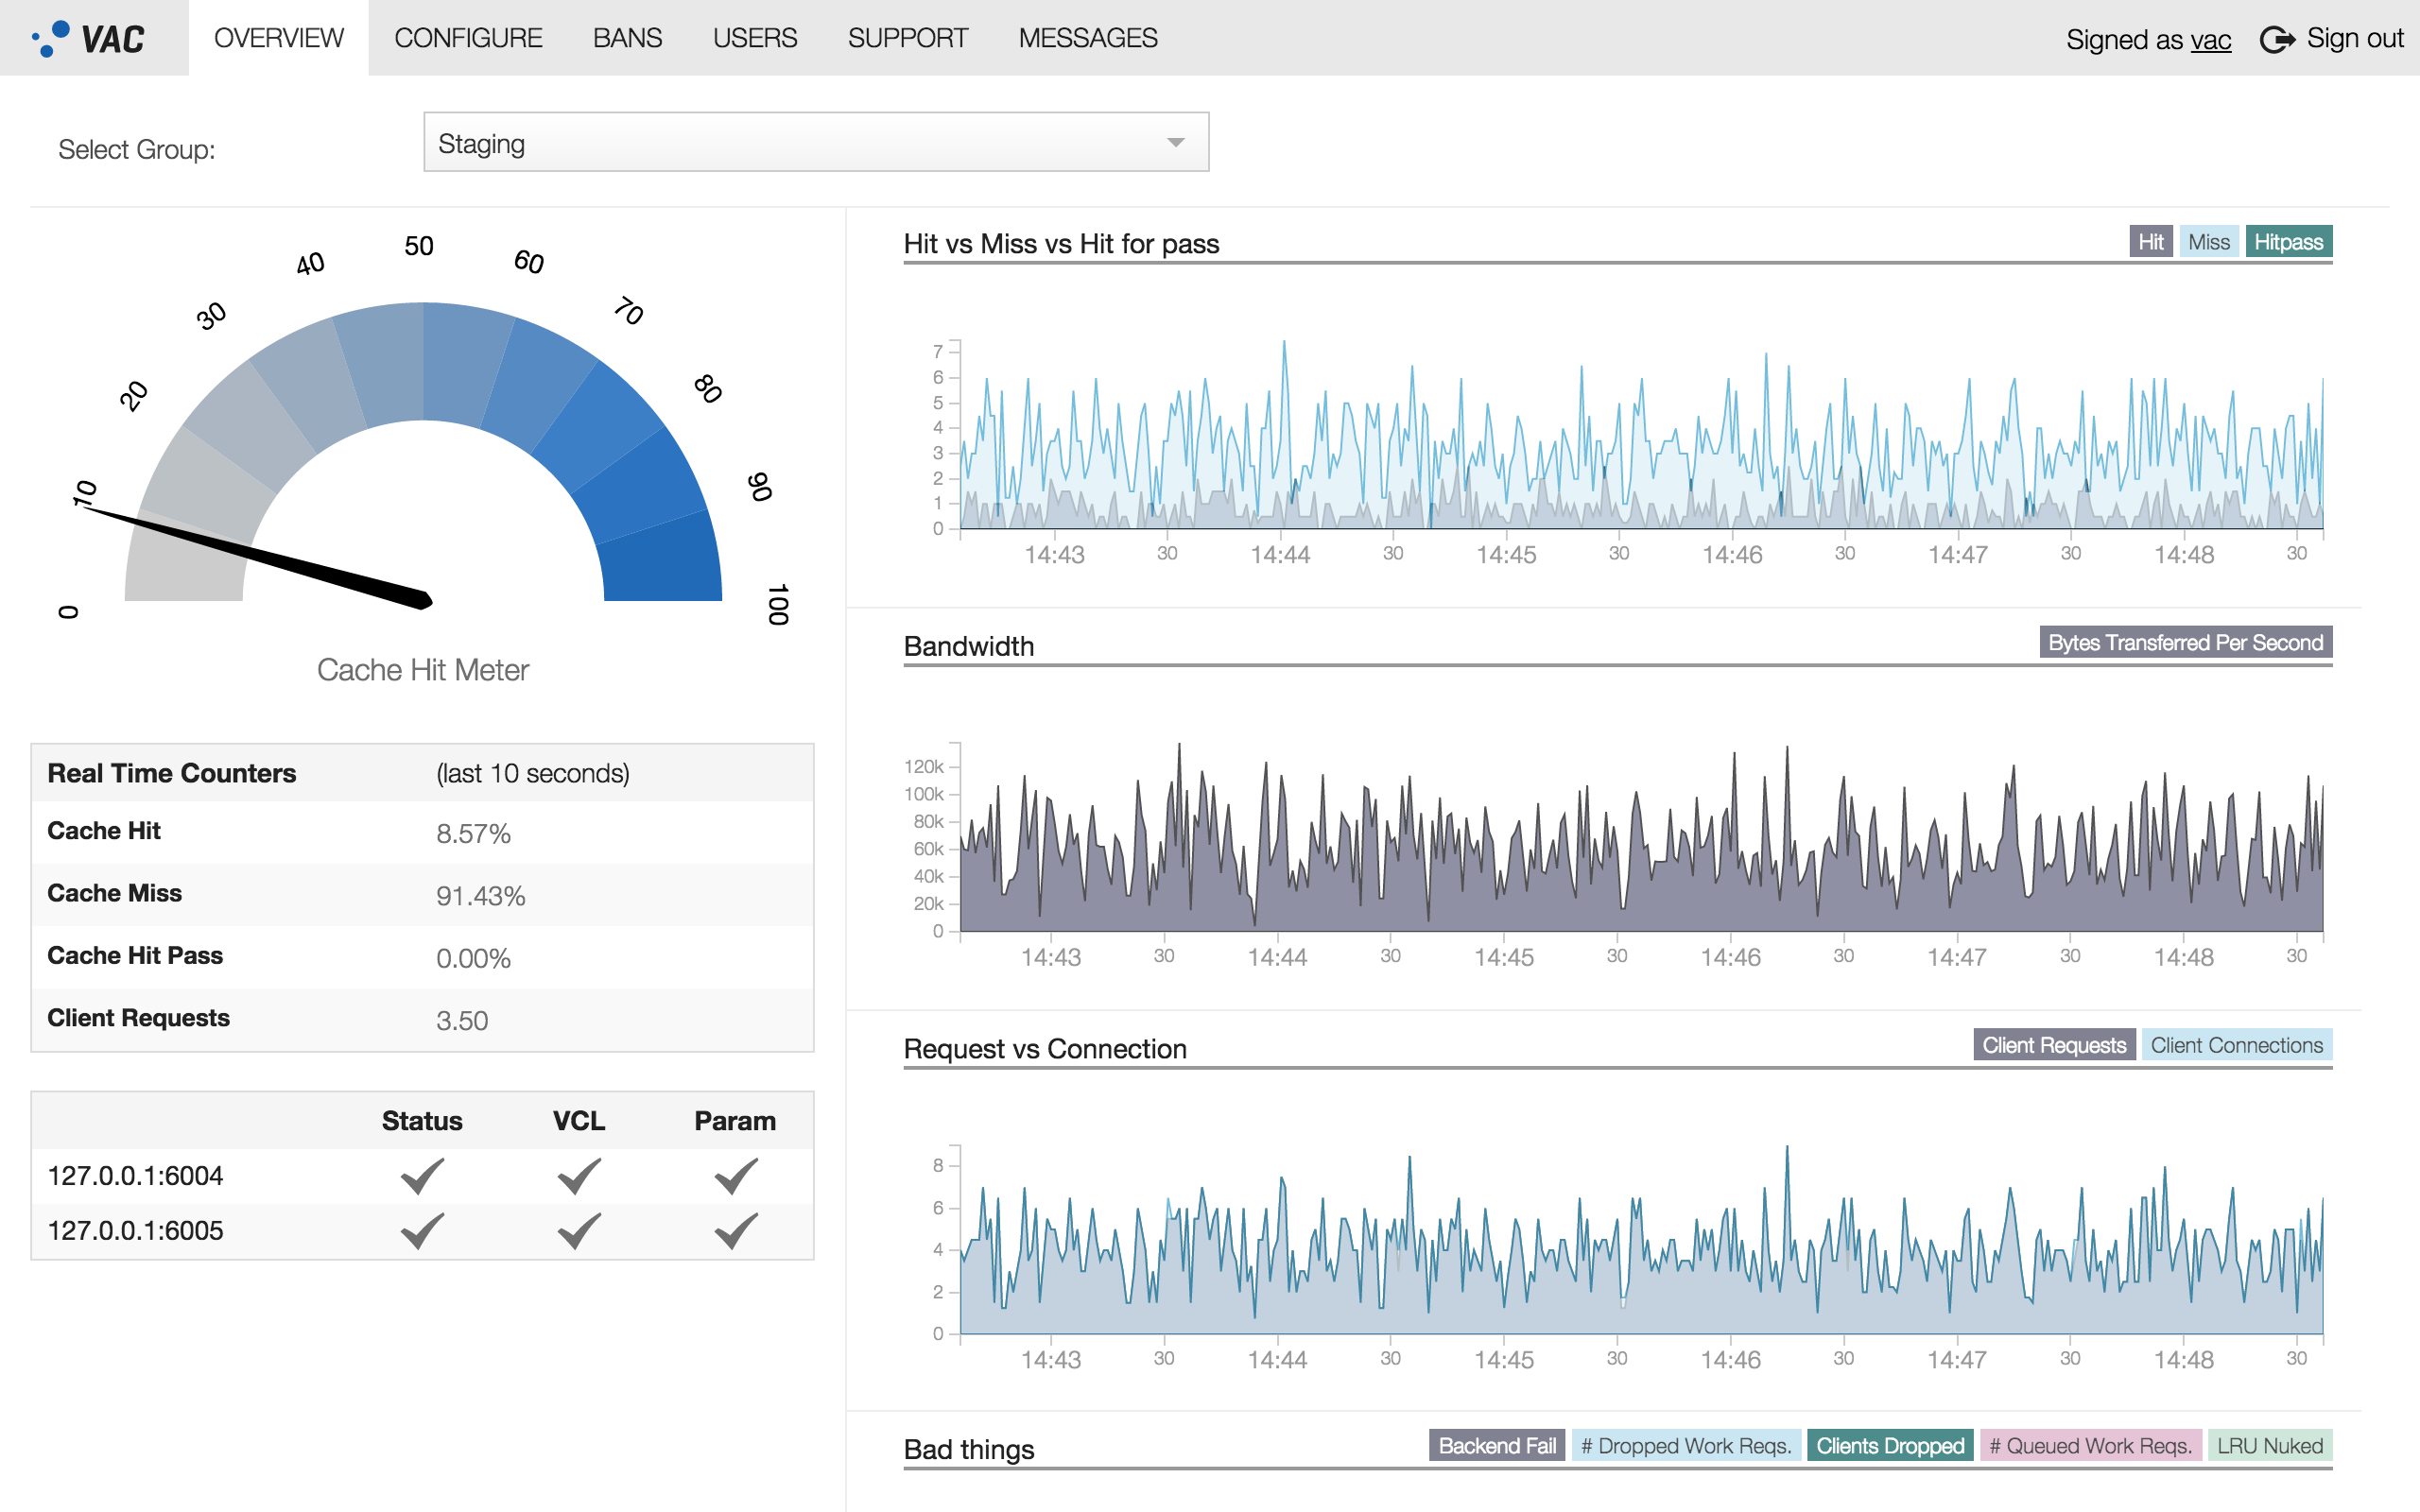 VAC OVERVIEW CONFIGURE BANS USERS SUPPORT MESSAGES Signed as vac Sign out
Select Group: Staging
0 10 20 30 40 50 60 70 80 90 100
Cache Hit Meter
Real Time Counters (last 10 seconds)
Cache Hit 8.57%
Cache Miss 91.43%
Cache Hit Pass 0.00%
Client Requests 3.50
Status VCL Param
127.0.0.1:6004
127.0.0.1:6005
Hit vs Miss vs Hit for pass Hit Miss Hitpass
7
6
5
4
3
2
1
0
14:43 30 14:44 30 14:45 30 14:46 30 14:47 30 14:48 30
Bandwidth Bytes Transferred Per Second
120k
100k
80k
60k
40k
20k
0
14:43 30 14:44 30 14:45 30 14:46 30 14:47 30 14:48 30
Request vs Connection Client Requests Client Connections
8
6
4
2
0
14:43 30 14:44 30 14:45 30 14:46 30 14:47 30 14:48 30
Bad things Backend Fail # Dropped Work Reqs. Clients Dropped # Queued Work Reqs. LRU Nuked